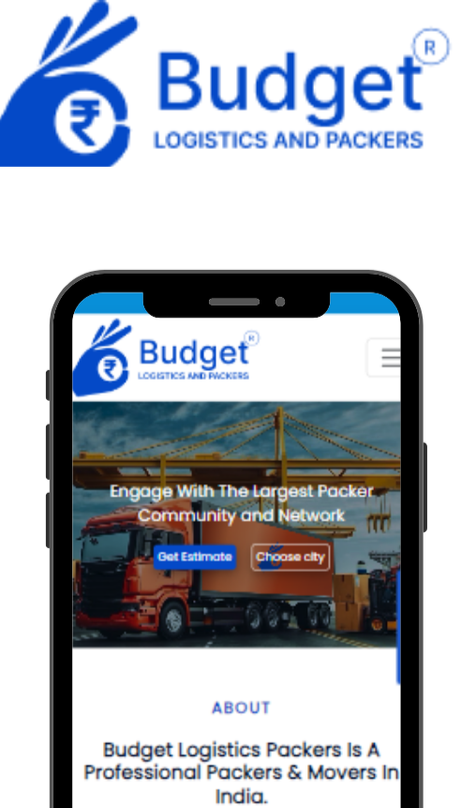 Budget ®
LOGISTICS AND PACKERS
Budget ®
LOGISTICS AND PACKERS
Engage With The Largest Packer
Community and Network
Get Estimate
Choose city
ABOUT
Budget Logistics Packers Is A
Professional Packers & Movers In
India.